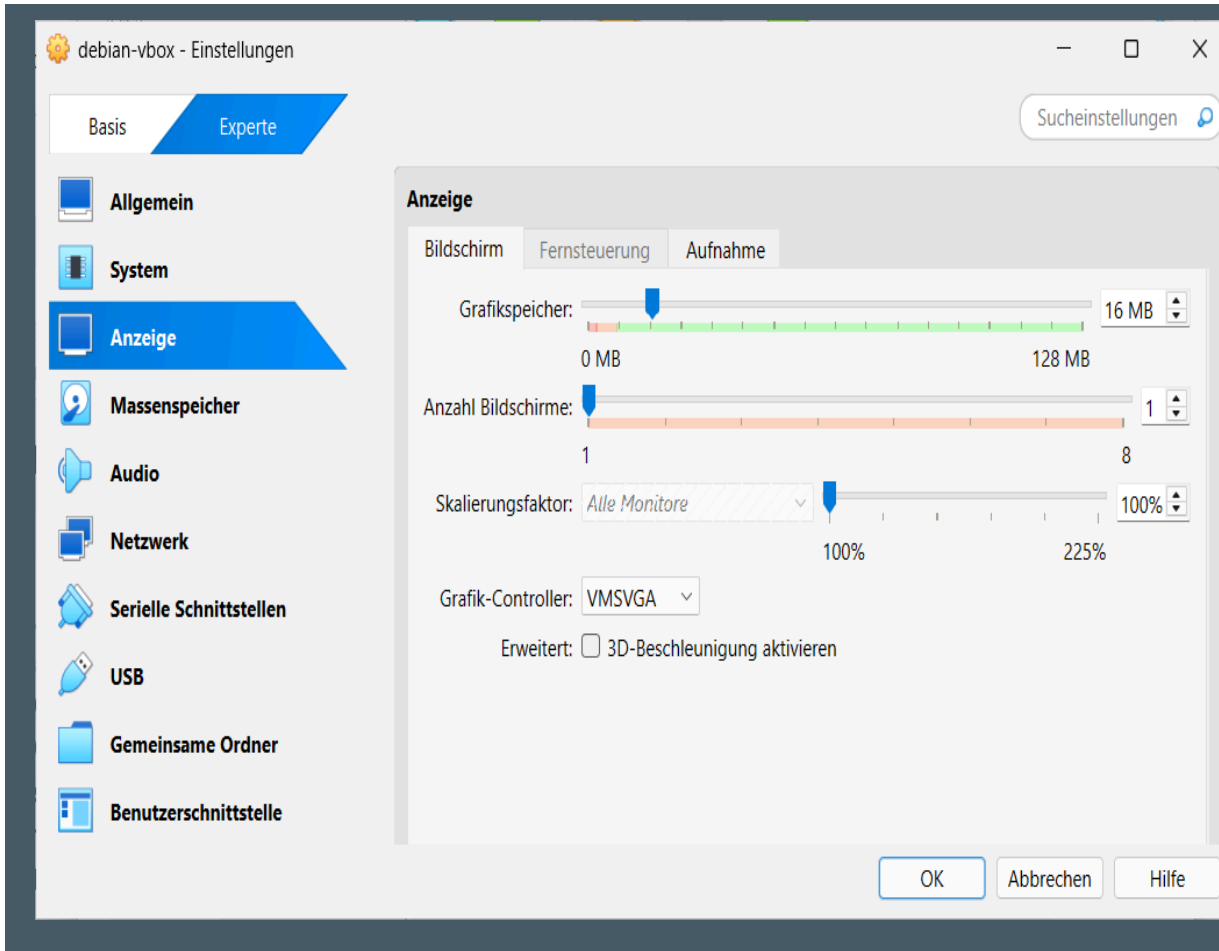 debian-vbox - Einstellungen
Basis
Experte
Sucheinstellungen
Allgemein
System
Anzeige
Massenspeicher
Audio
Netzwerk
Serielle Schnittstellen
USB
Gemeinsame Ordner
Benutzerschnittstelle
Anzeige
Bildschirm Fernsteuerung Aufnahme
Grafikspeicher: 16 MB
0 MB 128 MB
Anzahl Bildschirme: 1
1 8
Skalierungsfaktor: Alle Monitore 100%
100% 225%
Grafik-Controller: VMSVGA
Erweitert: 3D-Beschleunigung aktivieren
OK Abbrechen Hilfe